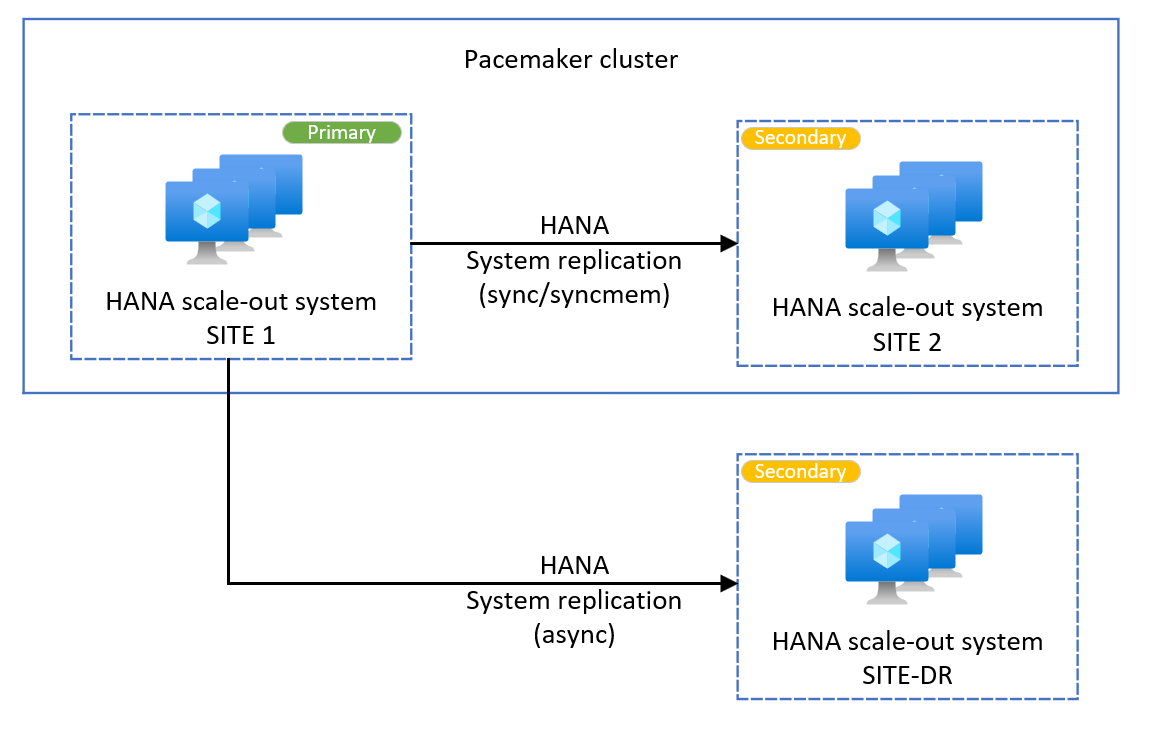 Pacemaker cluster
Primary
HANA scale-out system
SITE 1
HANA
System replication
(sync/syncmem)
Secondary
HANA scale-out system
SITE 2
HANA
System replication
(async)
Secondary
HANA scale-out system
SITE-DR